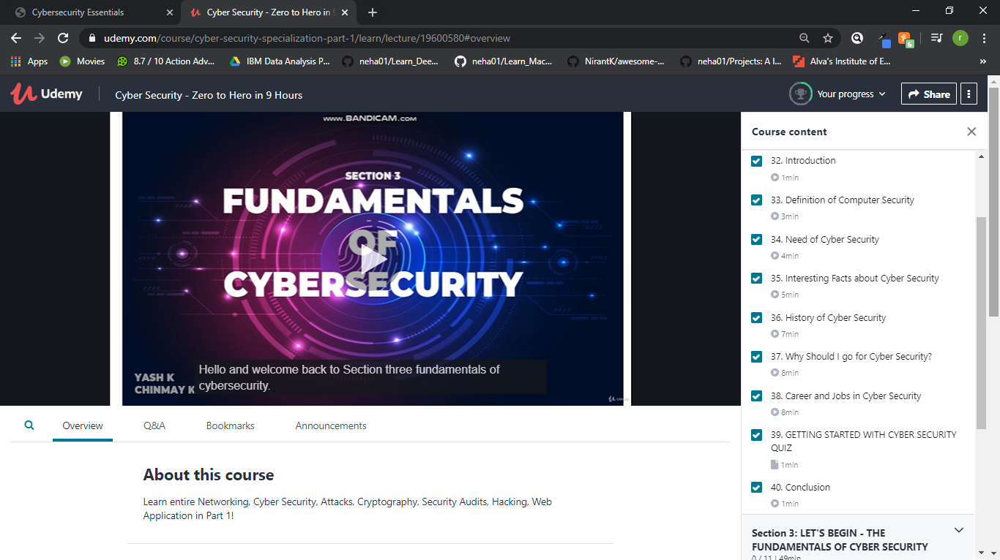 Cybersecurity Essentials
Cyber Security - Zero to Hero in 9
udemy.com/course/cyber-security-specialization-part-1/learn/lecture/19600580#overview
6
r
Apps
Movies
8.7 / 10 Action Adv...
IBM Data Analysis P...
neha01/Learn_Dee...
neha01/Learn_Mac...
NirantK/awesome-...
neha01/Projects: A l...
Alva's Institute of E...
»
Udemy
Cyber Security - Zero to Hero in 9 Hours
Your progress
Share
www.BANDICAM.com
SECTION 3
FUNDAMENTALS
OF
CYBERSECURITY
YASH K
CHINMAY K
Hello and welcome back to Section three fundamentals of
cybersecurity.
Udemy
Course content
32. Introduction
1min
33. Definition of Computer Security
3min
34. Need of Cyber Security
4min
35. Interesting Facts about Cyber Security
5min
36. History of Cyber Security
7min
37. Why Should I go for Cyber Security?
8min
38. Career and Jobs in Cyber Security
8min
39. GETTING STARTED WITH CYBER SECURITY
QUIZ
1min
40. Conclusion
1min
Section 3: LET'S BEGIN - THE
FUNDAMENTALS OF CYBER SECURITY
0 / 11 | 49min
Overview
Q&A
Bookmarks
Announcements
About this course
Learn entire Networking, Cyber Security, Attacks, Cryptography, Security Audits, Hacking, Web
Application in Part 1!